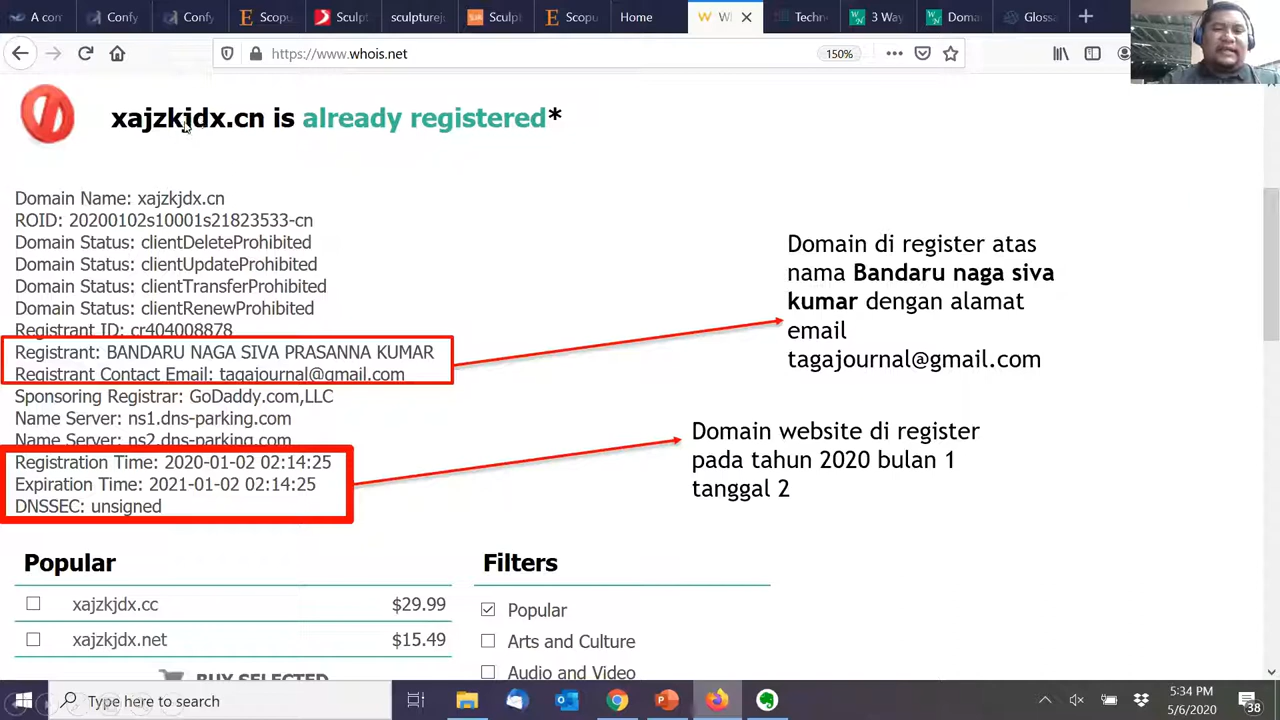 Confy
Confy
Scopu
Sculpt
sculpturej
Sculpt
Scopu
Home
Techne
3 Way
Doma
Glossa
https://www.whois.net
150%
xajzkjdx.cn is already registered*
Domain Name: xajzkjdx.cn
ROID: 20200102s10001s21823533-cn
Domain Status: clientDeleteProhibited
Domain Status: clientUpdateProhibited
Domain Status: clientTransferProhibited
Domain Status: clientRenewProhibited
Registrant ID: cr404008878
Registrant: BANDARU NAGA SIVA PRASANNA KUMAR
Registrant Contact Email: tagajournal@gmail.com
Sponsoring Registrar: GoDaddy.com,LLC
Name Server: ns1.dns-parking.com
Name Server: ns2.dns-parking.com
Registration Time: 2020-01-02 02:14:25
Expiration Time: 2021-01-02 02:14:25
DNSSEC: unsigned
Domain di register atas
nama Bandaru naga siva
kumar dengan alamat
email
tagajournal@gmail.com
Domain website di register
pada tahun 2020 bulan 1
tanggal 2
Popular
xajzkjdx.cc $29.99
xajzkjdx.net $15.49
BUY SELECTED
Filters
Popular
Arts and Culture
Audio and Video
Type here to search
5:34 PM
5/6/2020
38